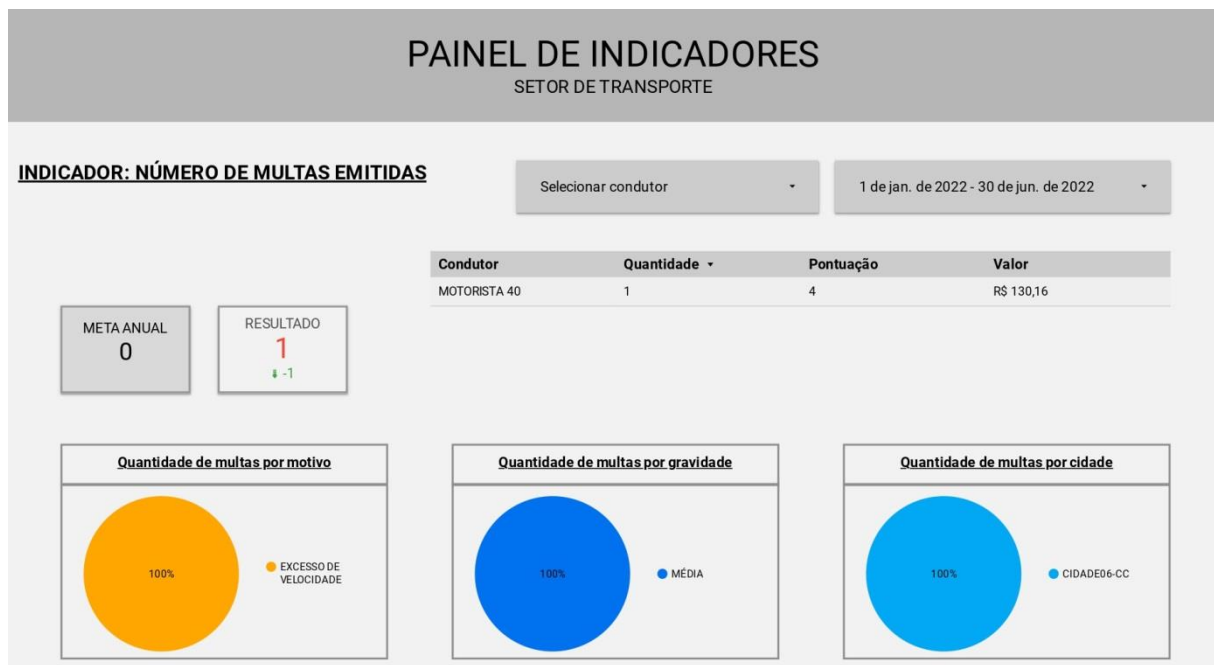 PAINEL DE INDICADORES
SETOR DE TRANSPORTE
INDICADOR: NÚMERO DE MULTAS EMITIDAS
Selecionar condutor
1 de jan. de 2022 - 30 de jun. de 2022
Condutor Quantidade Pontuação Valor
MOTORISTA 40 1 4 R$ 130,16
META ANUAL
0
RESULTADO
1
-1
Quantidade de multas por motivo
100%
EXCESSO DE
VELOCIDADE
Quantidade de multas por gravidade
100%
MÉDIA
Quantidade de multas por cidade
100%
CIDADE06-CC